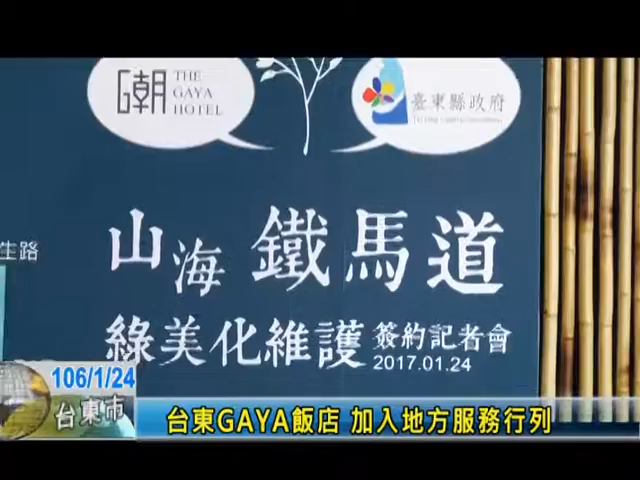 潮 THE
GAYA
HOTEL
臺東縣政府
生路
山海 鐵馬道
綠美化維護 簽約記者會
2017.01.24
106/1/24
台東市
台東GAYA飯店 加入地方服務行列